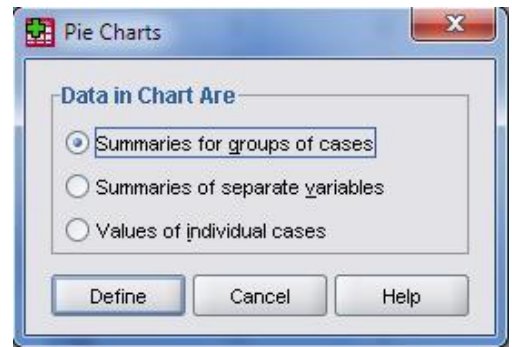 Pie Charts
Data in Chart Are
Summaries for groups of cases
Summaries of separate variables
Values of individual cases
Define Cancel Help